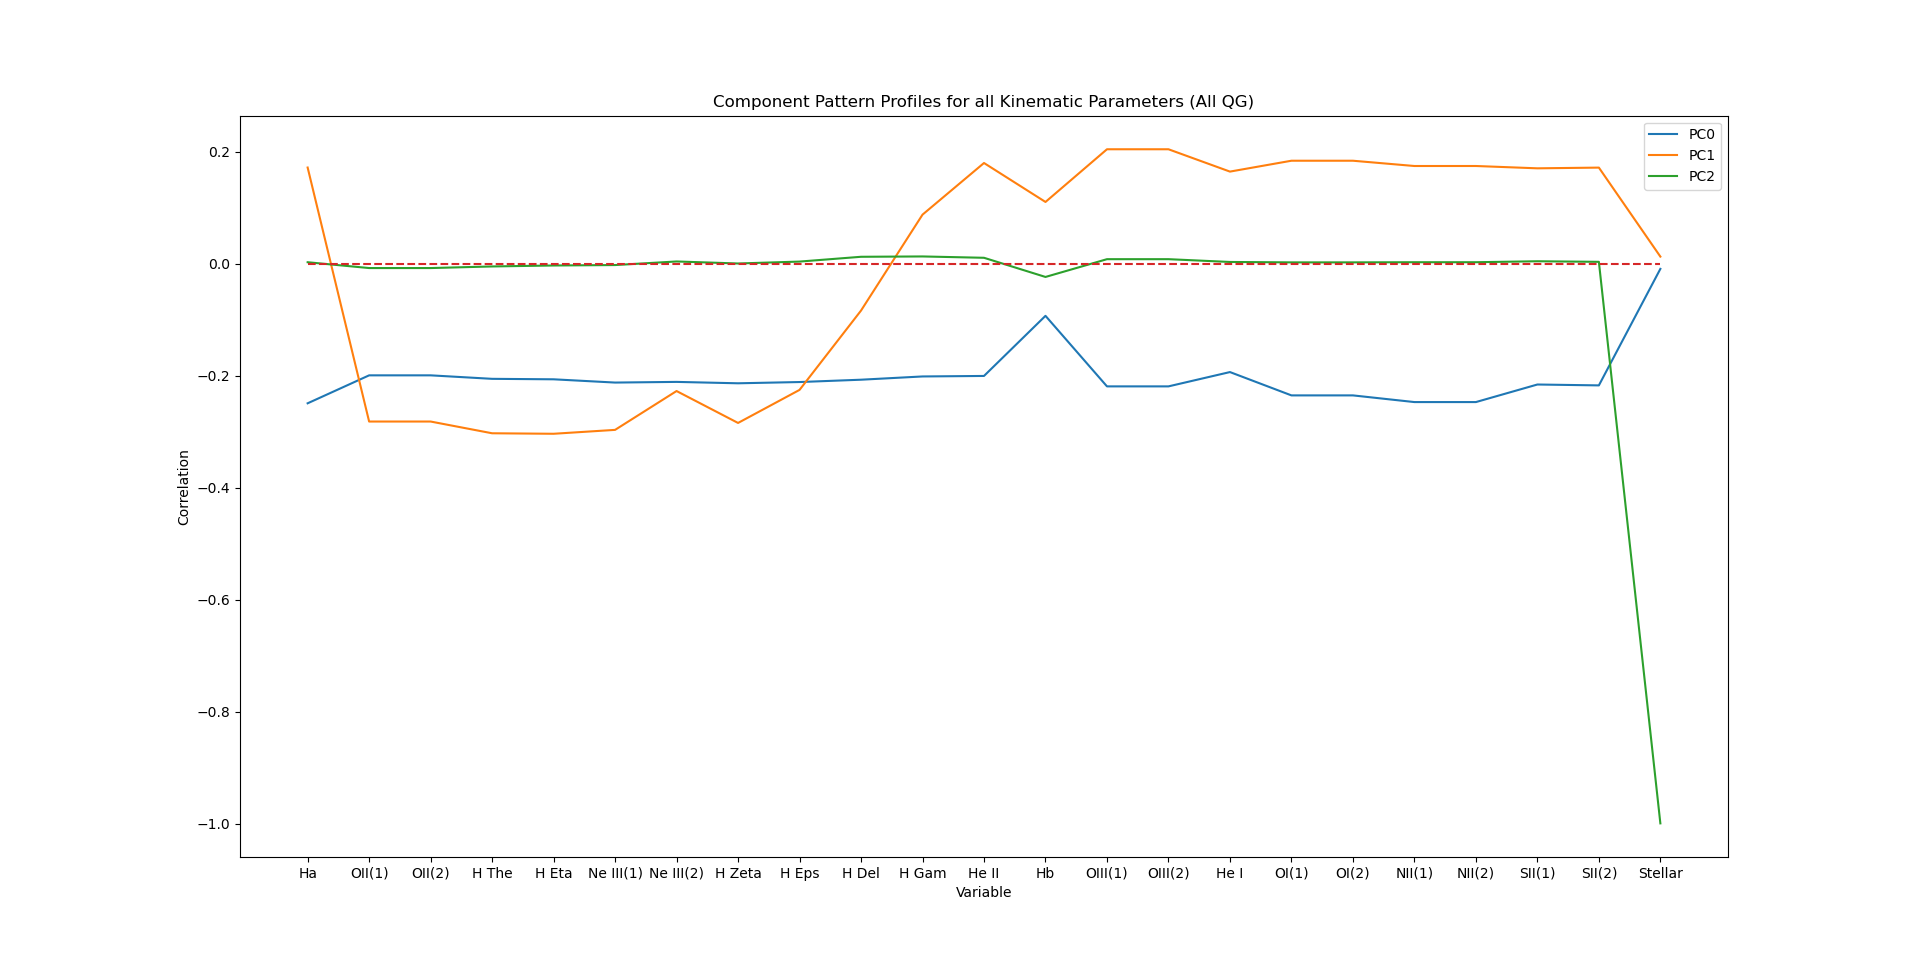 Component Pattern Profiles for all Kinematic Parameters (All QG)
PC0
PC1
PC2
0.2
0.0
−0.2
−0.4
−0.6
−0.8
−1.0
Correlation
Ha OII(1) OII(2) H The H Eta Ne III(1) Ne III(2) H Zeta H Eps H Del H Gam He II Hb OIII(1) OIII(2) He I OI(1) OI(2) NII(1) NII(2) SII(1) SII(2) Stellar
Variable